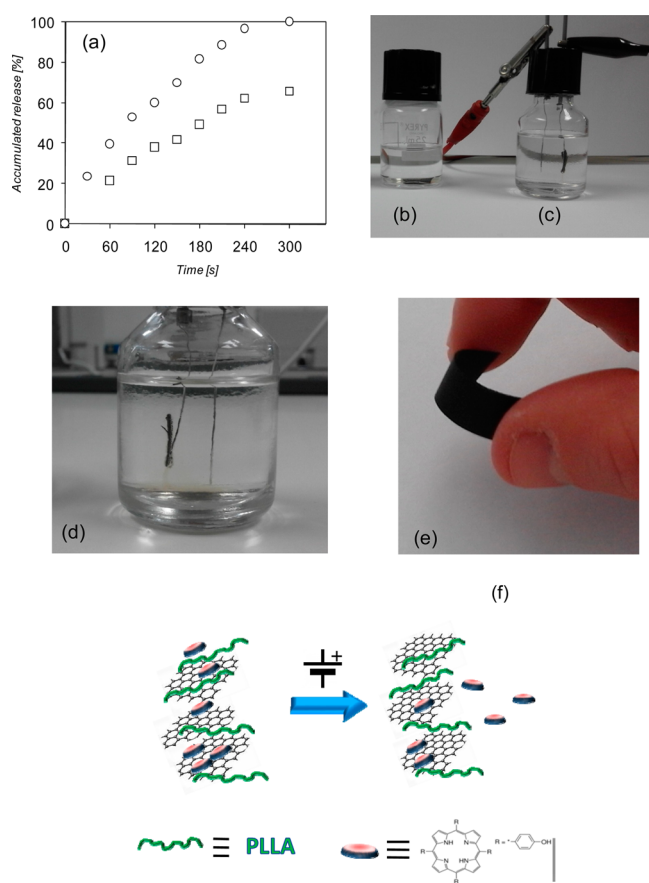 (a)
Accumulated release [%]
100
80
60
40
20
0
0 60 120 180 240 300
Time [s]
PYREX
(b)
(c)
(d)
(e)
(f)
+
≡ PLLA
≡
R
NH N
R R
N HN
R
R = * OH